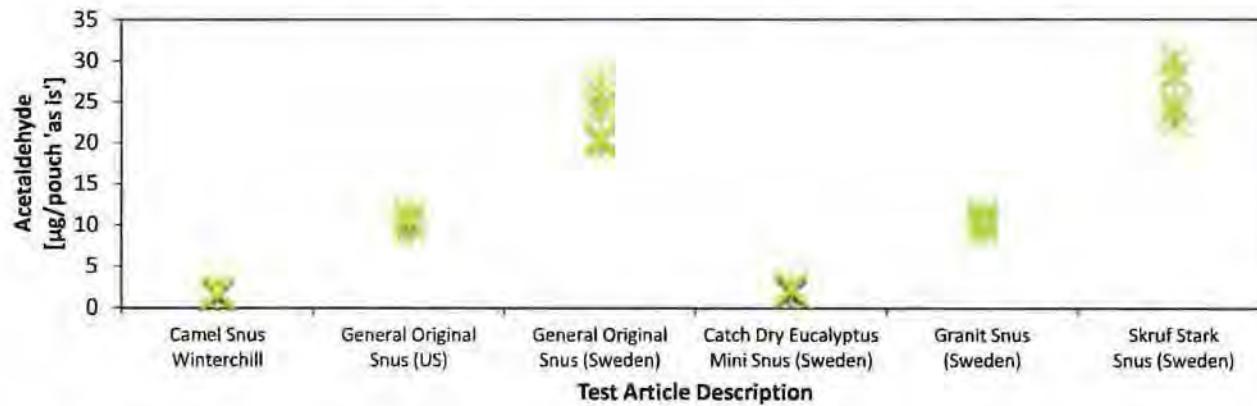 35
30
25
20
15
10
5
0
Acetaldehyde
[µg/pouch 'as is']
Camel Snus
Winterchill
General Original
Snus (US)
General Original
Snus (Sweden)
Catch Dry Eucalyptus
Mini Snus (Sweden)
Granit Snus
(Sweden)
Skruf Stark
Snus (Sweden)
Test Article Description